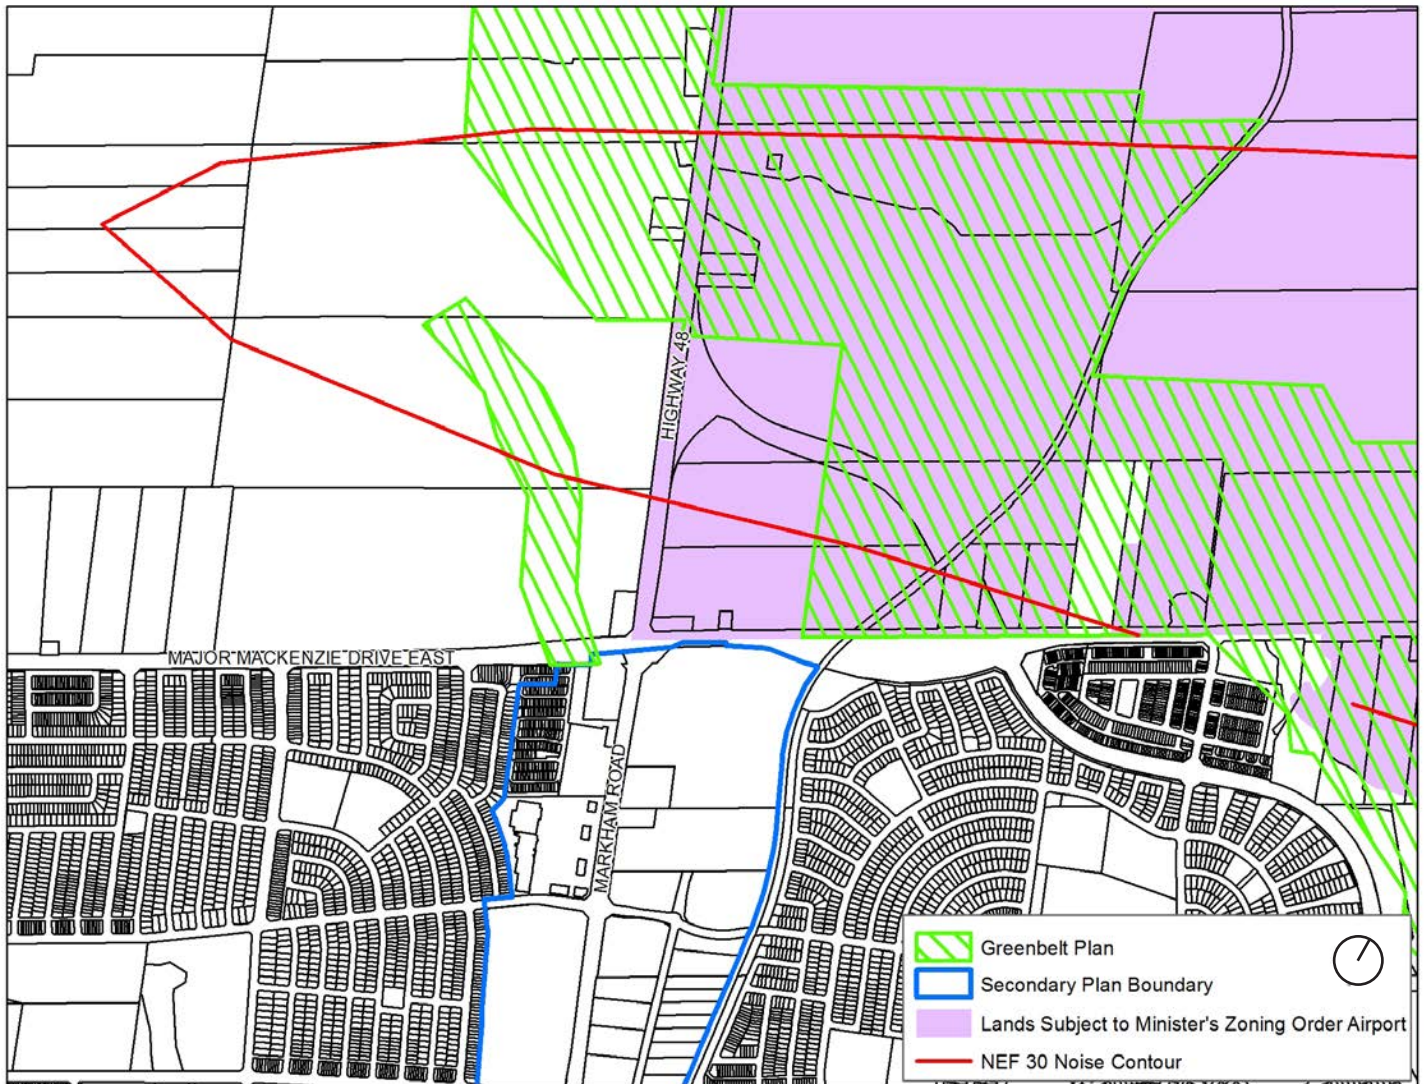 HIGHWAY 48
MAJOR MACKENZIE DRIVE EAST
MARKHAM ROAD
Greenbelt Plan
Secondary Plan Boundary
Lands Subject to Minister's Zoning Order Airport
NEF 30 Noise Contour